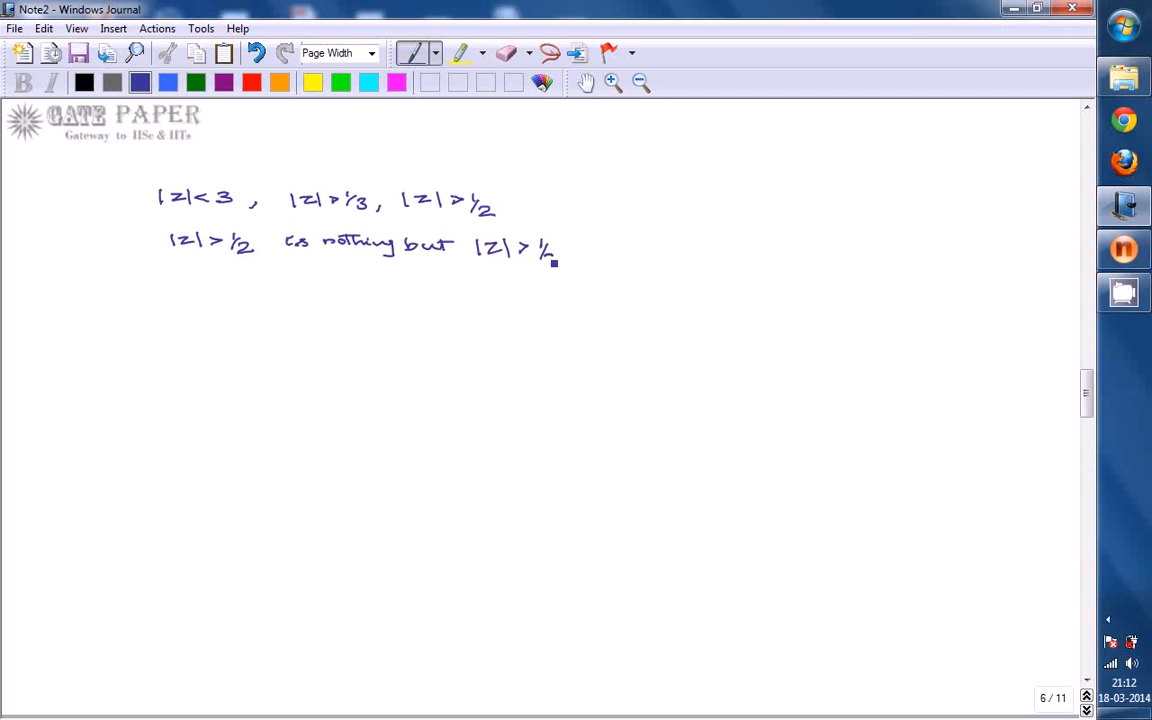 Note2 - Windows Journal
File Edit View Insert Actions Tools Help
Page Width
B I
GATE PAPER
Gateway to IISc & IITs
|z| < 3 , |z| > 1/3, |z| > 1/2
|z| > 1/2 is nothing but |z| > 1/
6 / 11
21:12
18-03-2014